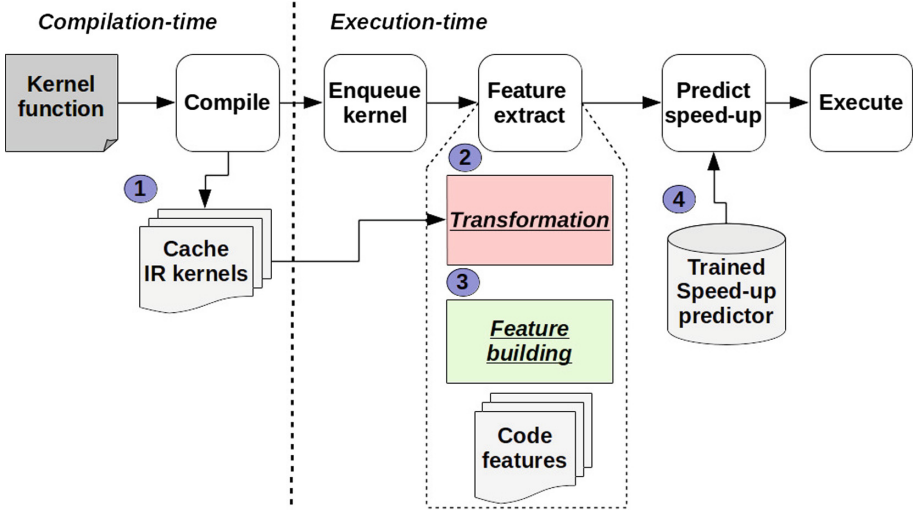 Compilation-time
Execution-time
Kernel
function
Compile
Enqueue
kernel
Feature
extract
Predict
speed-up
Execute
1
Cache
IR kernels
2
Transformation
3
Feature
building
Code
features
4
Trained
Speed-up
predictor